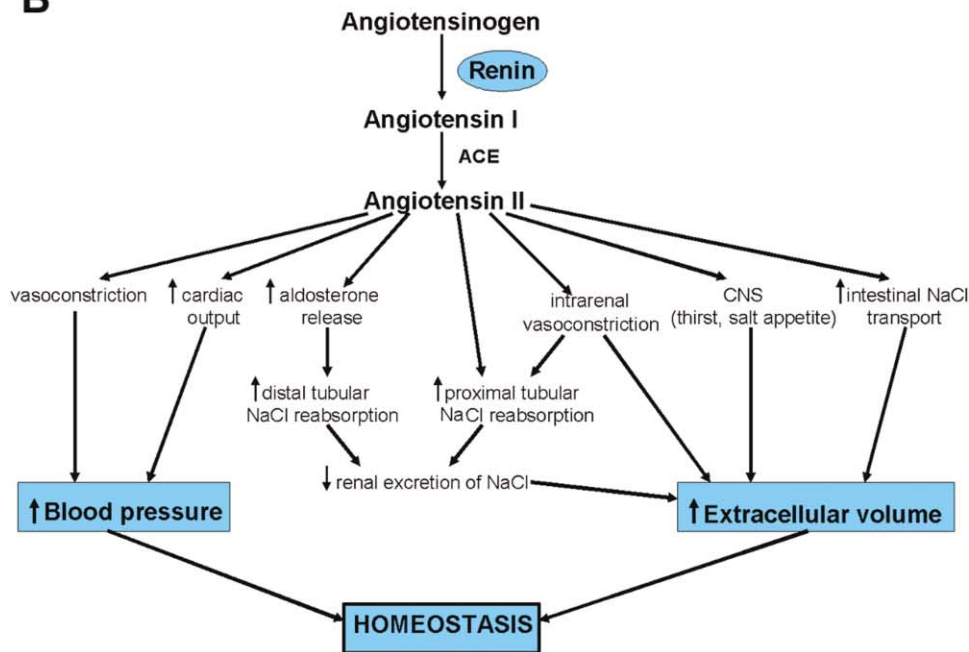 B
Angiotensinogen
Renin
Angiotensin I
ACE
Angiotensin II
vasoconstriction
↑ cardiac
output
↑ aldosterone
release
intrarenal
vasoconstriction
CNS
(thirst, salt appetite)
↑ intestinal NaCl
transport
↑ distal tubular
NaCl reabsorption
↑ proximal tubular
NaCl reabsorption
↓ renal excretion of NaCl
↑ Blood pressure
↑ Extracellular volume
HOMEOSTASIS